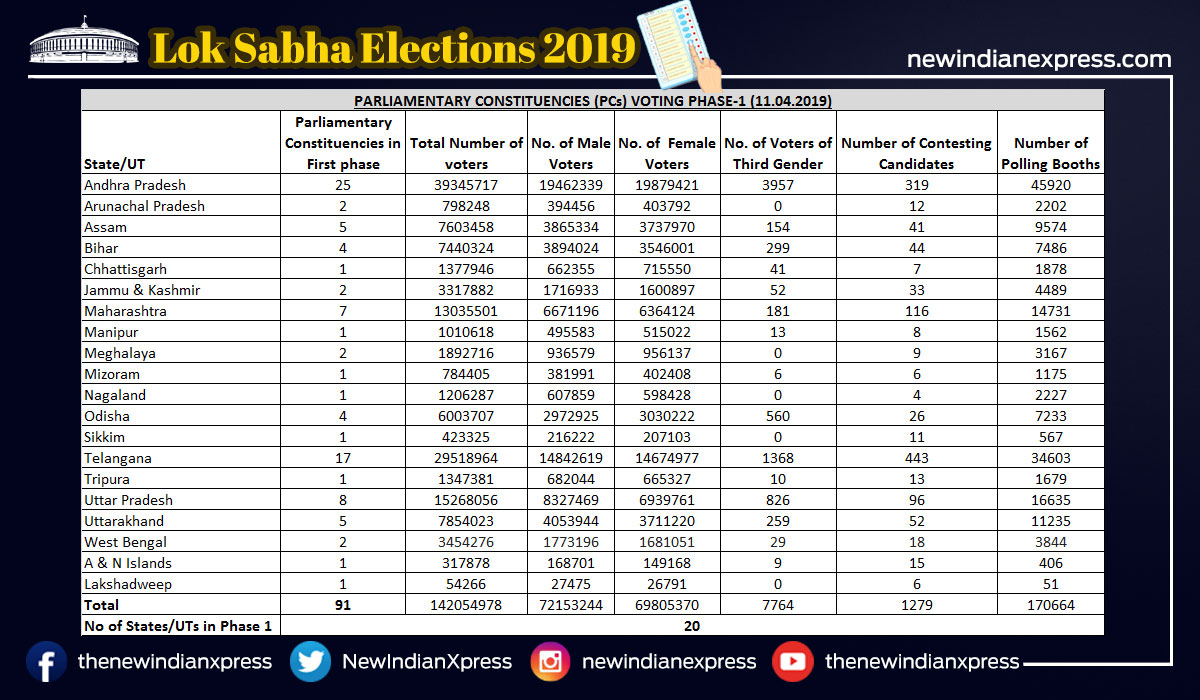 Lok Sabha Elections 2019
newindianexpress.com
PARLIAMENTARY CONSTITUENCIES (PCs) VOTING PHASE-1 (11.04.2019)
State/UT Parliamentary Constituencies in First phase Total Number of voters No. of Male Voters No. of Female Voters No. of Voters of Third Gender Number of Contesting Candidates Number of Polling Booths
Andhra Pradesh 25 39345717 19462339 19879421 3957 319 45920
Arunachal Pradesh 2 798248 394456 403792 0 12 2202
Assam 5 7603458 3865334 3737970 154 41 9574
Bihar 4 7440324 3894024 3546001 299 44 7486
Chhattisgarh 1 1377946 662355 715550 41 7 1878
Jammu & Kashmir 2 3317882 1716933 1600897 52 33 4489
Maharashtra 7 13035501 6671196 6364124 181 116 14731
Manipur 1 1010618 495583 515022 13 8 1562
Meghalaya 2 1892716 936579 956137 0 9 3167
Mizoram 1 784405 381991 402408 6 6 1175
Nagaland 1 1206287 607859 598428 0 4 2227
Odisha 4 6003707 2972925 3030222 560 26 7233
Sikkim 1 423325 216222 207103 0 11 567
Telangana 17 29518964 14842619 14674977 1368 443 34603
Tripura 1 1347381 682044 665327 10 13 1679
Uttar Pradesh 8 15268056 8327469 6939761 826 96 16635
Uttarakhand 5 7854023 4053944 3711220 259 52 11235
West Bengal 2 3454276 1773196 1681051 29 18 3844
A & N Islands 1 317878 168701 149168 9 15 406
Lakshadweep 1 54266 27475 26791 0 6 51
Total 91 142054978 72153244 69805370 7764 1279 170664
No of States/UTs in Phase 1 20
thenewindianxpress NewIndianXpress newindianexpress thenewindianxpress